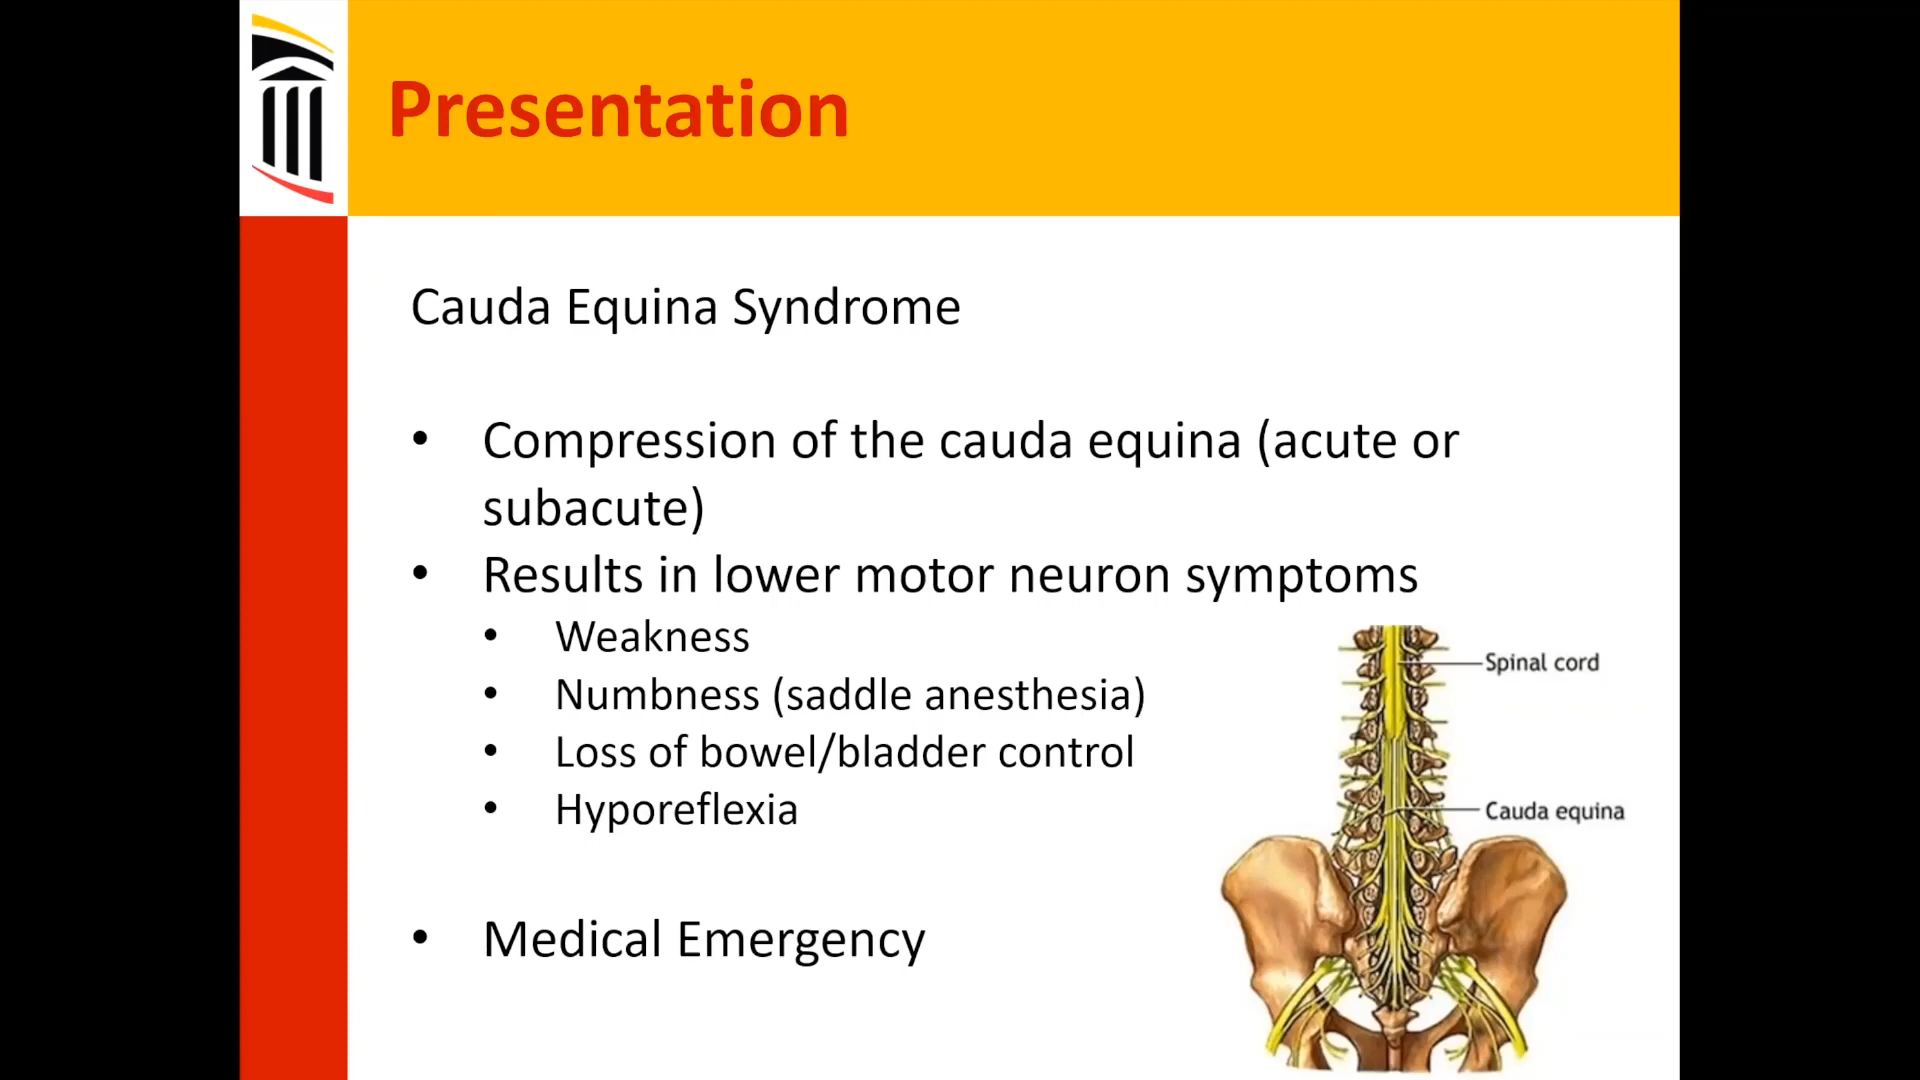 Presentation
Cauda Equina Syndrome
• Compression of the cauda equina (acute or
subacute)
• Results in lower motor neuron symptoms
• Weakness
• Numbness (saddle anesthesia)
• Loss of bowel/bladder control
• Hyporeflexia
• Medical Emergency
Spinal cord
Cauda equina